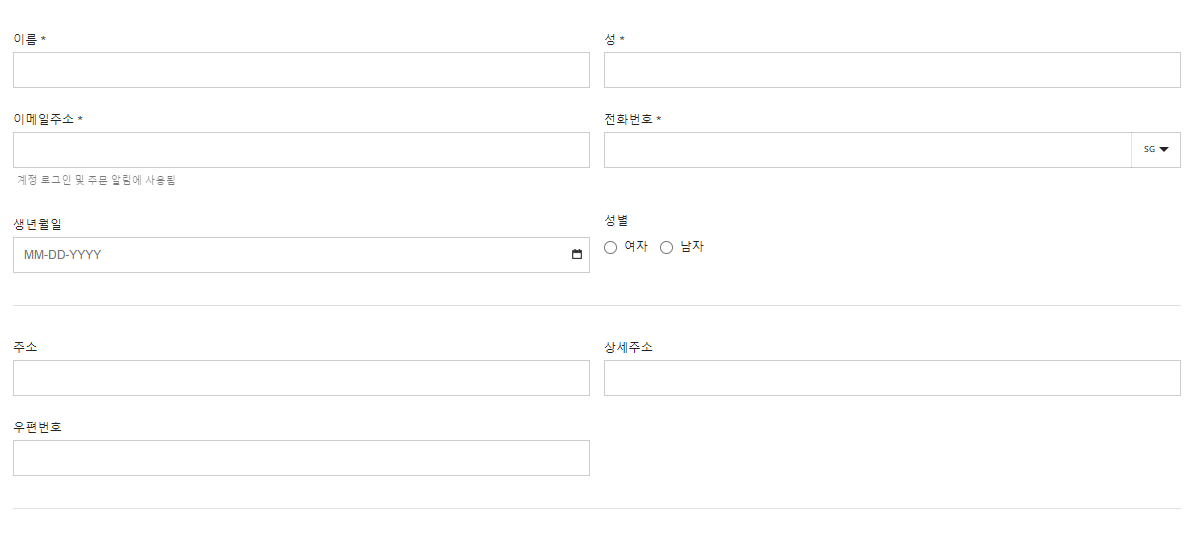 이름 *
성 *
이메일주소 *
전화번호 *
SG
계정 로그인 및 주문 알림에 사용됨
생년월일
성별
MM-DD-YYYY
여자 남자
주소
상세주소
우편번호